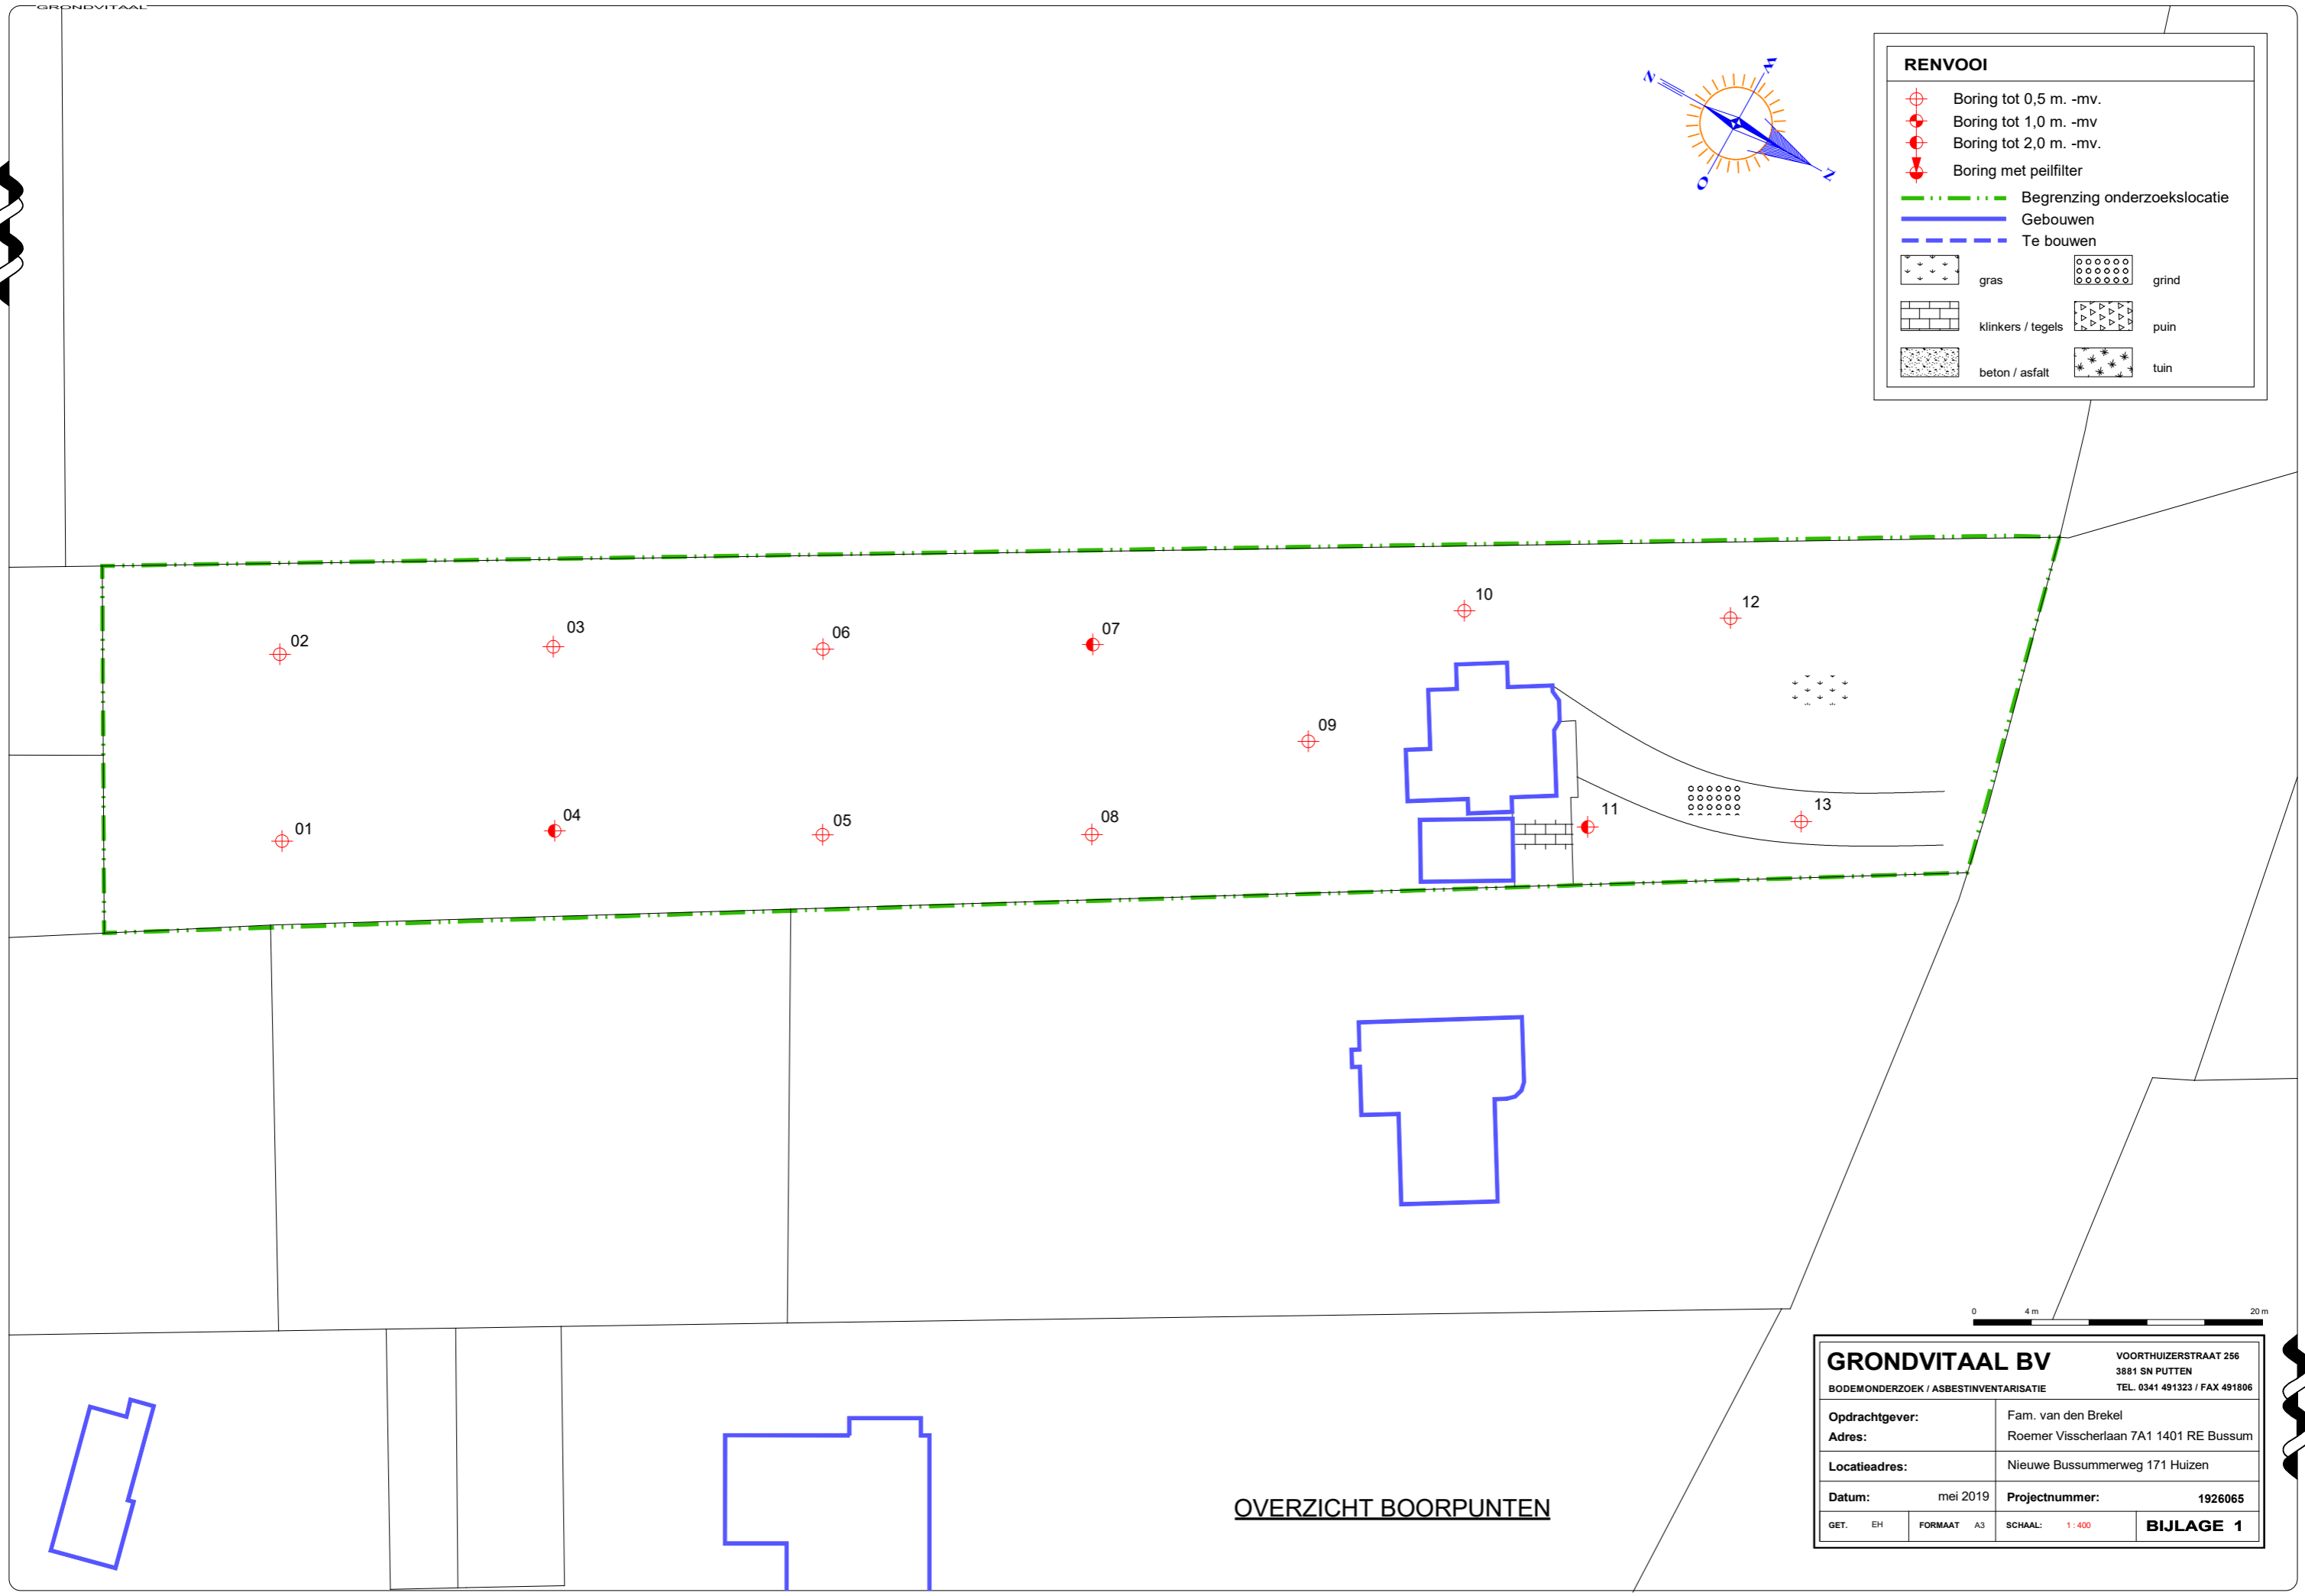 GRONDVITAAL
N
W
O
Z
RENVOOI
Boring tot 0,5 m. -mv.
Boring tot 1,0 m. -mv
Boring tot 2,0 m. -mv.
Boring met peilfilter
Begrenzing onderzoekslocatie
Gebouwen
Te bouwen
gras
grind
klinkers / tegels
puin
beton / asfalt
tuin
10
12
03
07
06
02
09
13
11
04
08
05
01
0 4 m 20 m
GRONDVITAAL BV
BODEMONDERZOEK / ASBESTINVENTARISATIE
VOORTHUIZERSTRAAT 256
3881 SN PUTTEN
TEL. 0341 491323 / FAX 491806
Opdrachtgever: Fam. van den Brekel
Adres: Roemer Visscherlaan 7A1 1401 RE Bussum
Locatieadres: Nieuwe Bussummerweg 171 Huizen
Datum: mei 2019 Projectnummer: 1926065
GET. EH FORMAAT A3 SCHAAL: 1 : 400 BIJLAGE 1
OVERZICHT BOORPUNTEN